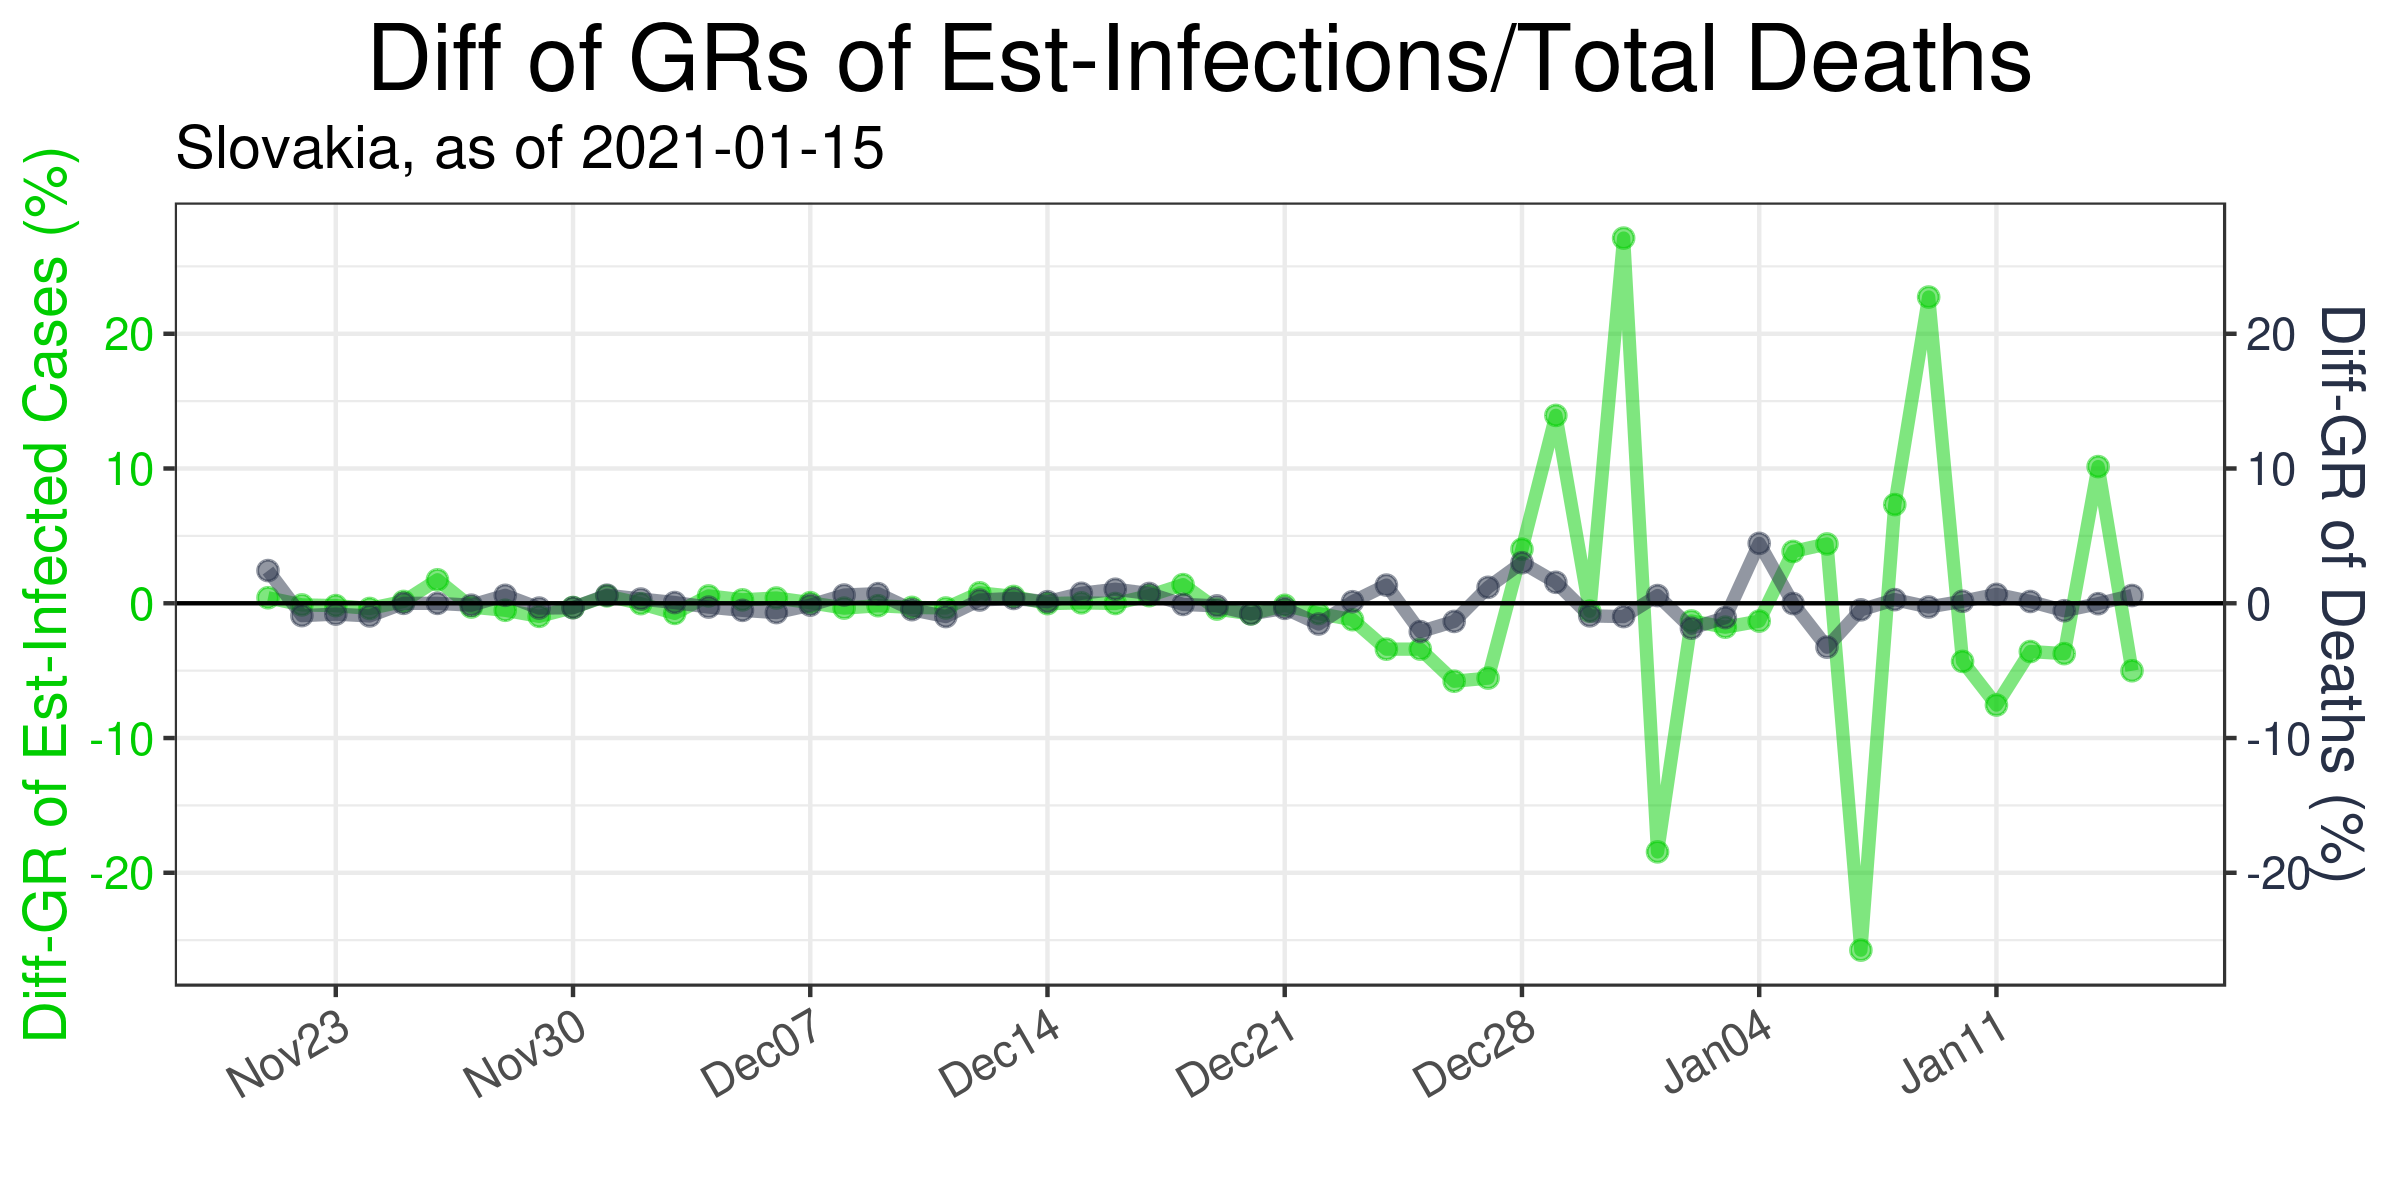 Diff of GRs of Est-Infections/Total Deaths
Slovakia, as of 2021-01-15
Diff-GR of Est-Infected Cases (%)
20
10
0
-10
-20
20
10
0
-10
-20
Diff-GR of Deaths (%)
Nov23
Nov30
Dec07
Dec14
Dec21
Dec28
Jan04
Jan11